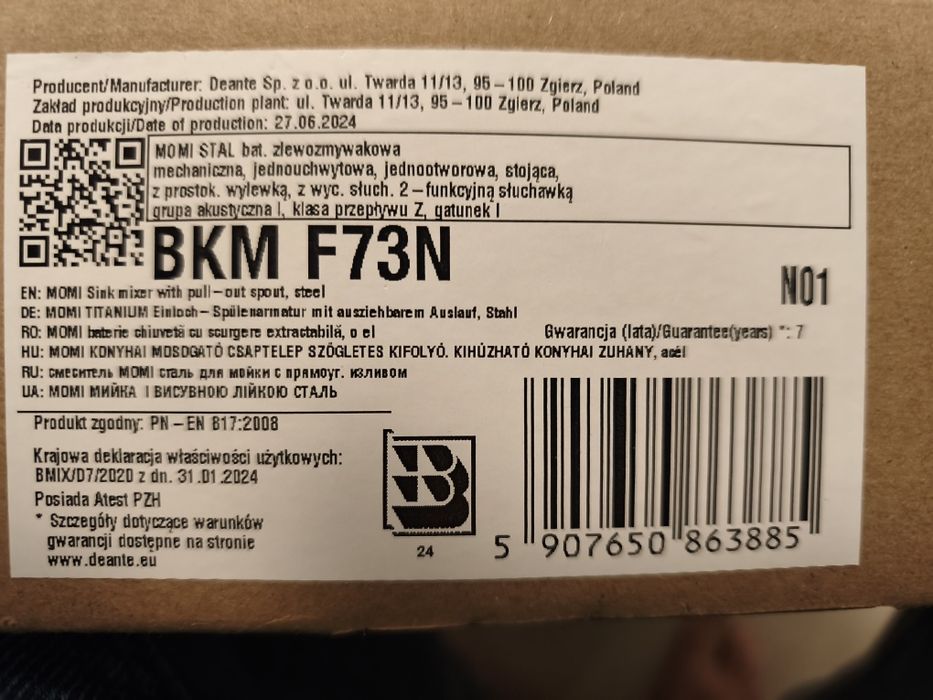 Producent/Manufacturer: Deante Sp. z o.o. ul. Twarda 11/13, 95-100 Zgierz, Poland
Zakład produkcyjny/Production plant: ul. Twarda 11/13, 95-100 Zgierz, Poland
Data produkcji/Date of production: 27.06.2024
MOMI STAL bat. zlewozmywakowa
mechaniczna, jednouchwytowa, jednootworowa, stojąca,
z prostok. wylewką, z wyc. słuch. 2-funkcyjną słuchawką
grupa akustyczna I, klasa przepływu Z, gatunek I
BKM F73N
N01
EN: MOMI Sink mixer with pull-out spout, steel
DE: MOMI TITANIUM Einloch-Spülenarmatur mit ausziehbarem Auslauf, Stahl
RO: MOMI baterie chiuvetă cu scurgere extractabilă, o el
Gwarancja (lata)/Guarantee(years) *: 7
HU: MOMI KONYHAI MOSOGATÓ CSAPTELEP SZÖGLETES KIFOLYÓ. KIHÚZHATÓ KONYHAI ZUHANY, acél
RU: смеситель MOMI сталь для мойки с прямоуг. изливом
UA: MOMI МИЙКА І ВИСУВНОЮ ЛІЙКОЮ СТАЛЬ
Produkt zgodny: PN-EN 817:2008
Krajowa deklaracja właściwości użytkowych:
BMIX/D7/2020 z dn. 31.01.2024
Posiada Atest PZH
* Szczegóły dotyczące warunków
gwarancji dostępne na stronie
www.deante.eu
B
24
5 907650 863885